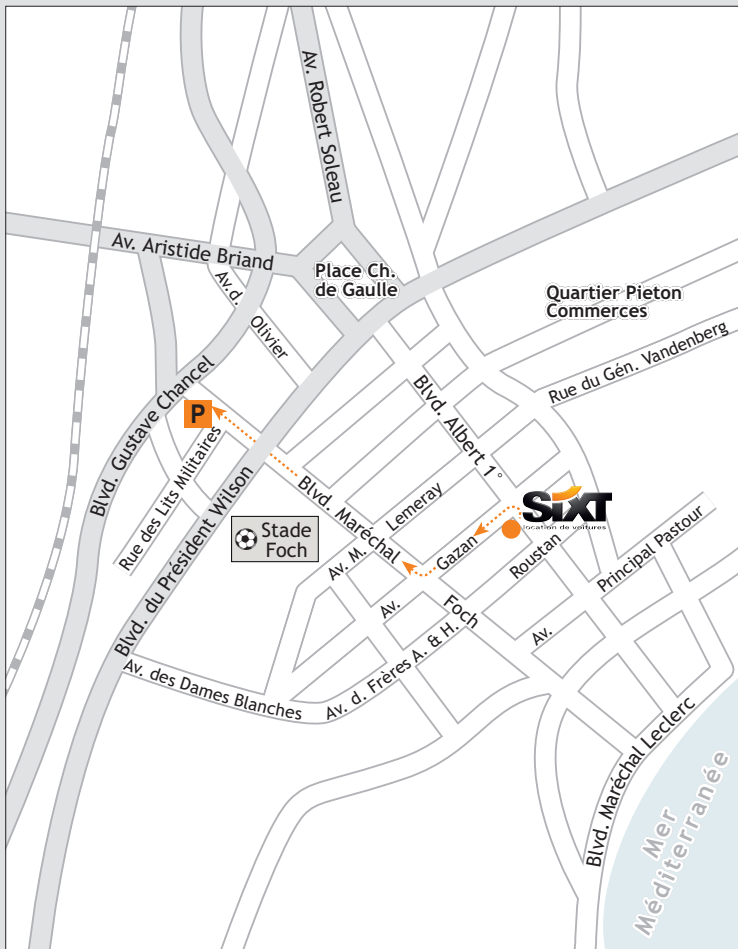 Av. Robert Soleau
Av. Aristide Briand
Place Ch.
de Gaulle
Av.d. Olivier
Quartier Pieton
Commerces
Rue du Gén. Vandenberg
Blvd. Gustave Chancel
P
Blvd. Albert 1°
Rue des Lits Militaires
Blvd. du Président Wilson
Stade
Foch
Blvd. Maréchal Foch
Av. M. Lemeray
SiXT
location de voitures
Av. Gazan
Av. d. Frères A. & H. Roustan
Av. Principal Pastour
Av. des Dames Blanches
Blvd. Maréchal Leclerc
Mer
Méditerranée